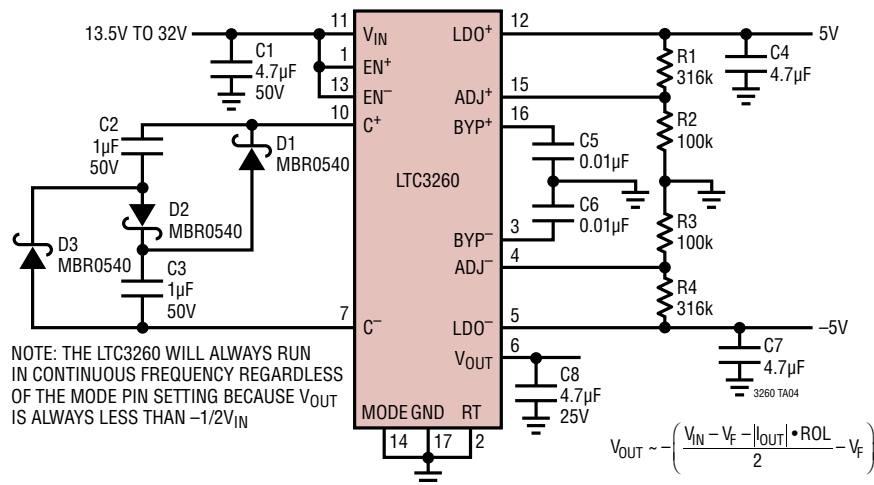 13.5V TO 32V
C1
4.7µF
50V
11
VIN
1
EN+
13
EN–
10
C+
C2
1µF
50V
D1
MBR0540
D2
MBR0540
D3
MBR0540
C3
1µF
50V
7
C–
LTC3260
12
LDO+
5V
R1
316k
C4
4.7µF
15
ADJ+
16
BYP+
R2
100k
C5
0.01µF
C6
0.01µF
3
BYP–
4
ADJ–
R3
100k
R4
316k
5
LDO–
–5V
6
VOUT
C7
4.7µF
C8
4.7µF
25V
3260 TA04
MODE GND RT
14 17 2
NOTE: THE LTC3260 WILL ALWAYS RUN
IN CONTINUOUS FREQUENCY REGARDLESS
OF THE MODE PIN SETTING BECAUSE VOUT
IS ALWAYS LESS THAN –1/2VIN
VOUT ~ –( (VIN – VF – |IOUT| • ROL) / 2 – VF )